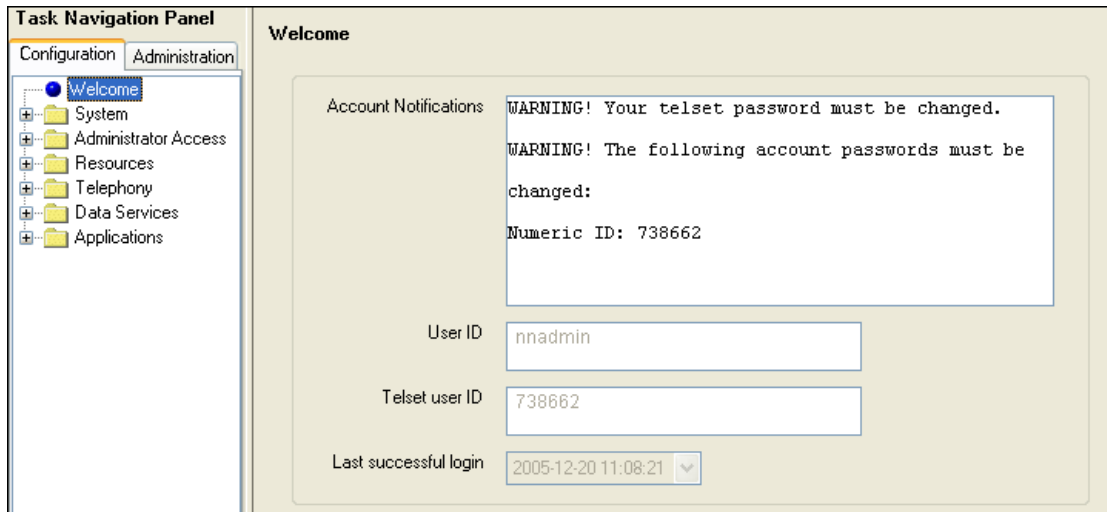 Task Navigation Panel
Configuration
Administration
Welcome
System
Administrator Access
Resources
Telephony
Data Services
Applications
Welcome
Account Notifications
WARNING! Your telset password must be changed.
WARNING! The following account passwords must be
changed:
Numeric ID: 738662
User ID
nnadmin
Telset user ID
738662
Last successful login
2005-12-20 11:08:21